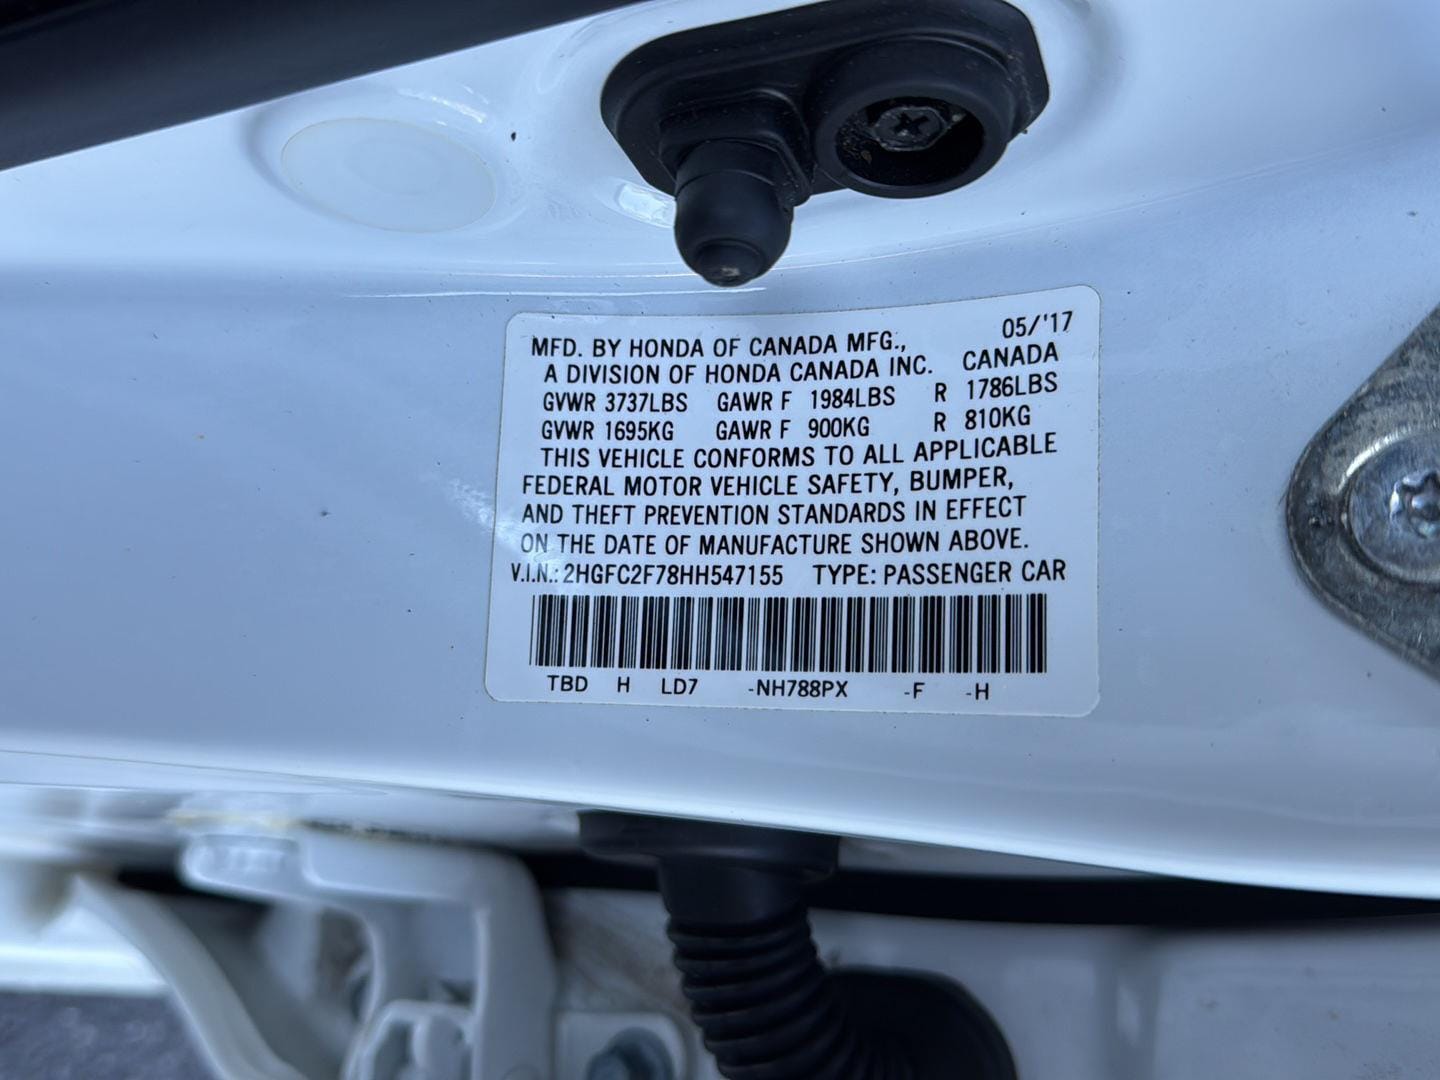 MFD. BY HONDA OF CANADA MFG., 05/'17
A DIVISION OF HONDA CANADA INC. CANADA
GVWR 3737LBS GAWR F 1984LBS R 1786LBS
GVWR 1695KG GAWR F 900KG R 810KG
THIS VEHICLE CONFORMS TO ALL APPLICABLE
FEDERAL MOTOR VEHICLE SAFETY, BUMPER,
AND THEFT PREVENTION STANDARDS IN EFFECT
ON THE DATE OF MANUFACTURE SHOWN ABOVE.
V.I.N.: 2HGFC2F78HH547155 TYPE: PASSENGER CAR
TBD H LD7 -NH788PX -F -H